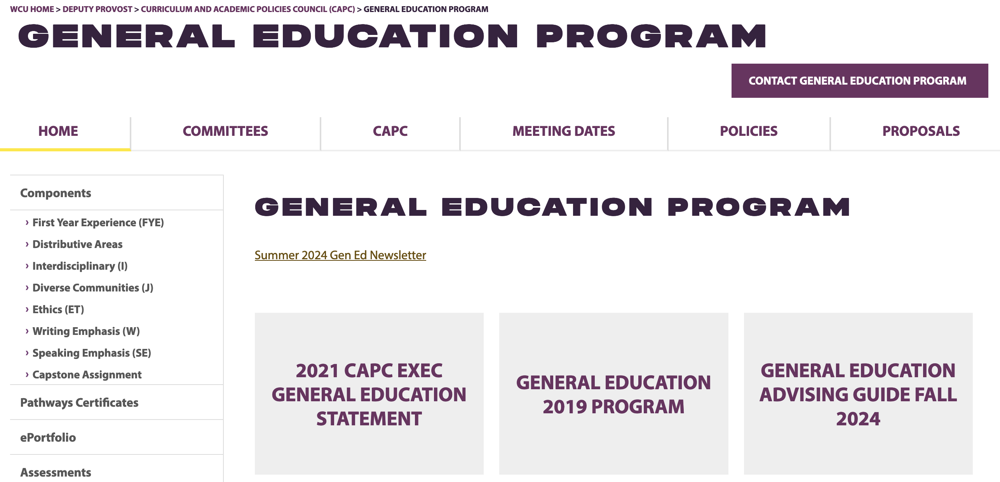 WCU HOME > DEPUTY PROVOST > CURRICULUM AND ACADEMIC POLICIES COUNCIL (CAPC) > GENERAL EDUCATION PROGRAM
GENERAL EDUCATION PROGRAM
CONTACT GENERAL EDUCATION PROGRAM
HOME
COMMITTEES
CAPC
MEETING DATES
POLICIES
PROPOSALS
Components
› First Year Experience (FYE)
› Distributive Areas
› Interdisciplinary (I)
› Diverse Communities (J)
› Ethics (ET)
› Writing Emphasis (W)
› Speaking Emphasis (SE)
› Capstone Assignment
Pathways Certificates
ePortfolio
Assessments
GENERAL EDUCATION PROGRAM
Summer 2024 Gen Ed Newsletter
2021 CAPC EXEC
GENERAL EDUCATION
STATEMENT
GENERAL EDUCATION
2019 PROGRAM
GENERAL EDUCATION
ADVISING GUIDE FALL
2024